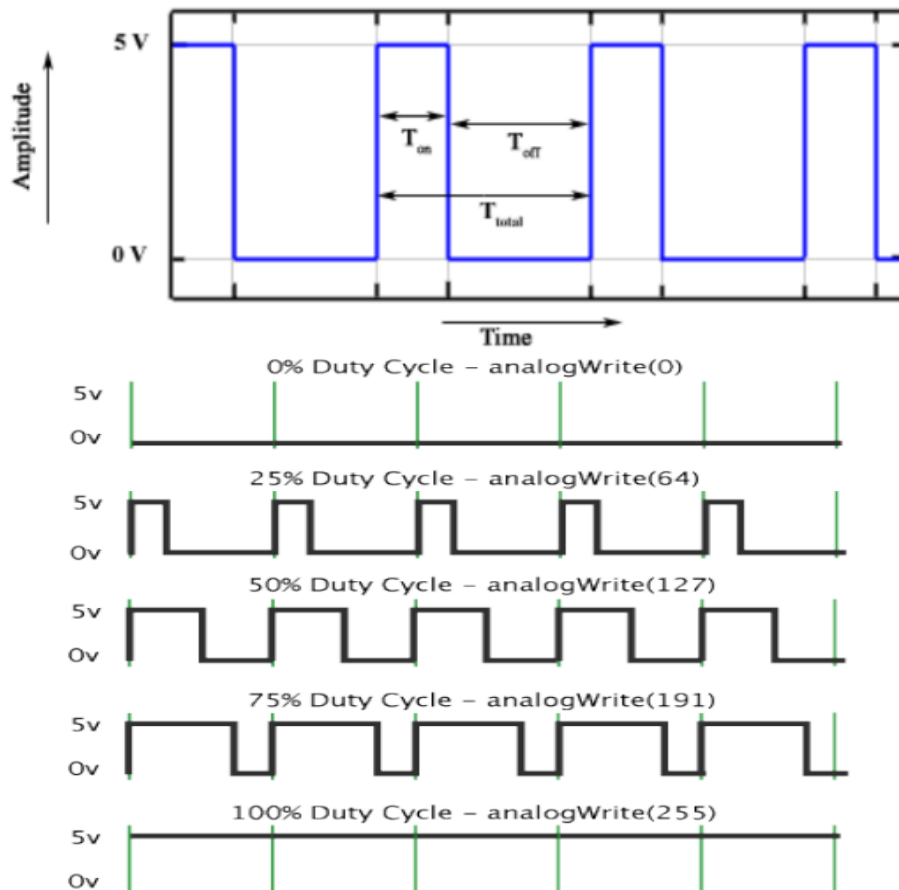 5 V
Amplitude
T_on
T_off
T_total
0 V
Time
0% Duty Cycle – analogWrite(0)
5v
0v
25% Duty Cycle – analogWrite(64)
5v
0v
50% Duty Cycle – analogWrite(127)
5v
0v
75% Duty Cycle – analogWrite(191)
5v
0v
100% Duty Cycle – analogWrite(255)
5v
0v